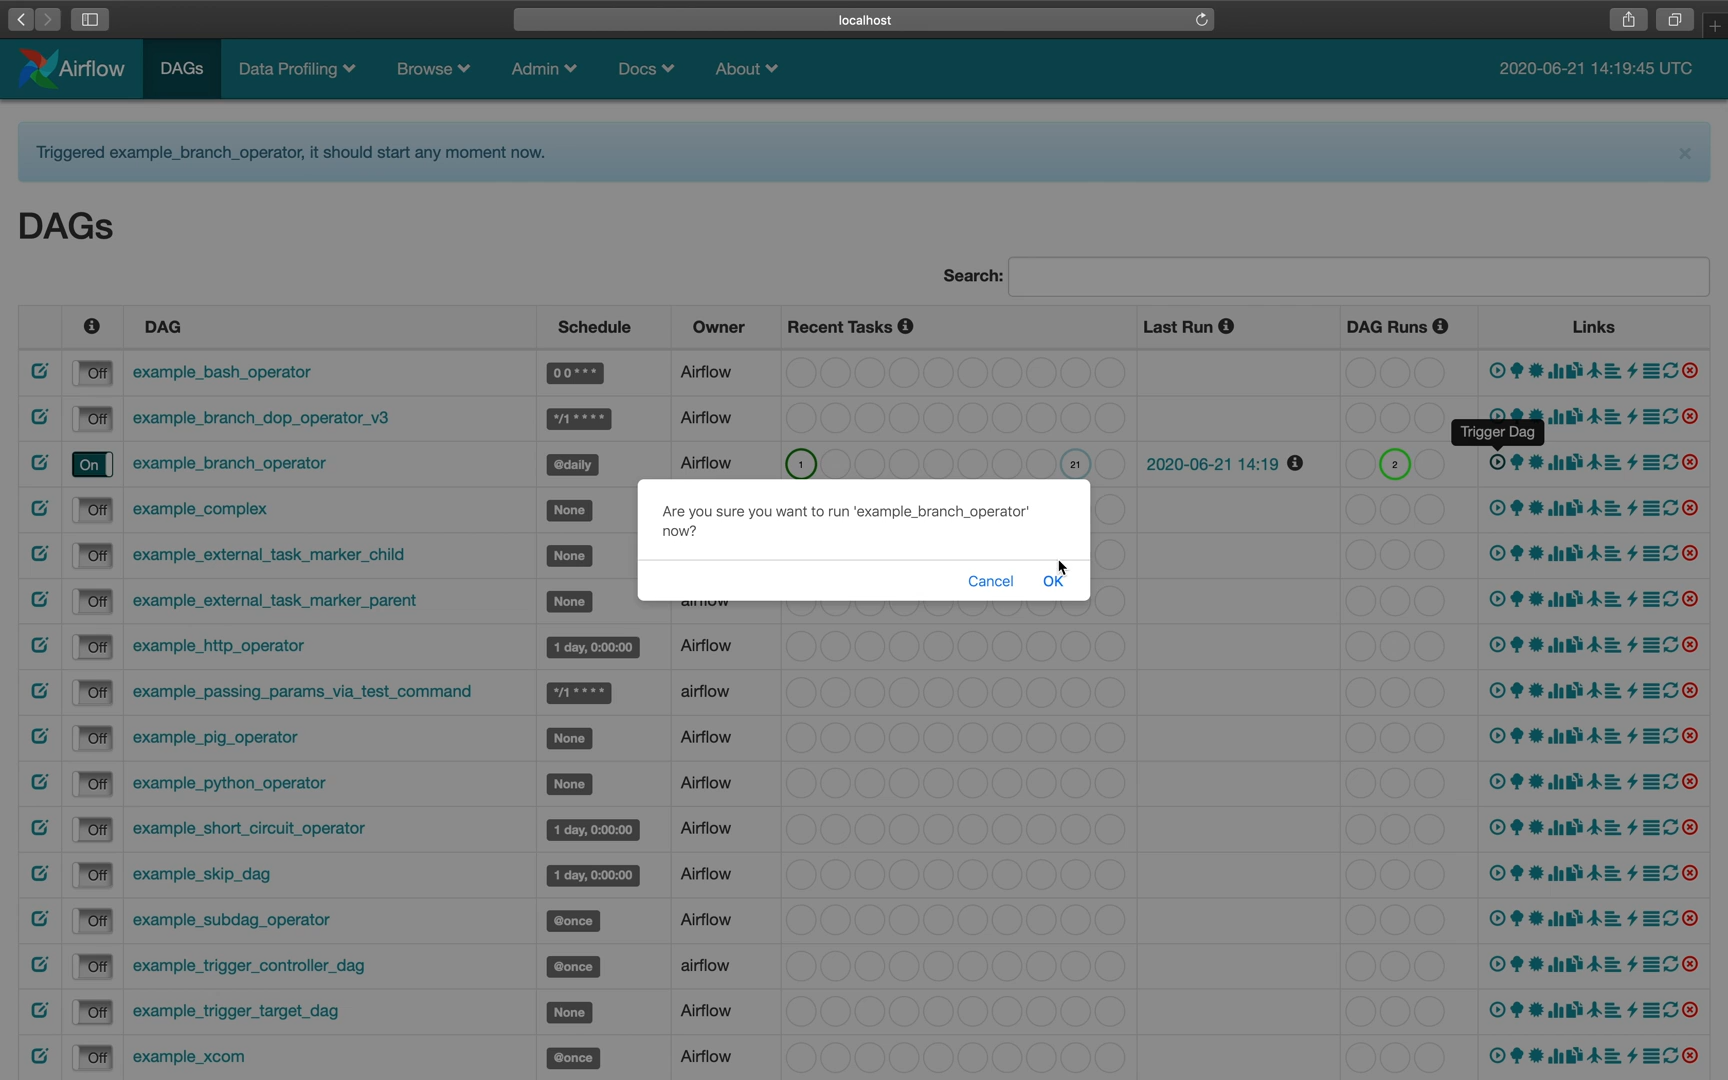 localhost
Airflow DAGs Data Profiling Browse Admin Docs About 2020-06-21 14:19:45 UTC
Triggered example_branch_operator, it should start any moment now. ×
DAGs
Search:
DAG Schedule Owner Recent Tasks Last Run DAG Runs Links
Off example_bash_operator 0 0 * * * Airflow
Off example_branch_dop_operator_v3 */1 * * * * Airflow
Trigger Dag
On example_branch_operator @daily Airflow 1 21 2020-06-21 14:19 2
Off example_complex None
Are you sure you want to run 'example_branch_operator'
now?
Off example_external_task_marker_child None
Cancel OK
Off example_external_task_marker_parent None airflow
Off example_http_operator 1 day, 0:00:00 Airflow
Off example_passing_params_via_test_command */1 * * * * airflow
Off example_pig_operator None Airflow
Off example_python_operator None Airflow
Off example_short_circuit_operator 1 day, 0:00:00 Airflow
Off example_skip_dag 1 day, 0:00:00 Airflow
Off example_subdag_operator @once Airflow
Off example_trigger_controller_dag @once airflow
Off example_trigger_target_dag None Airflow
Off example_xcom @once Airflow